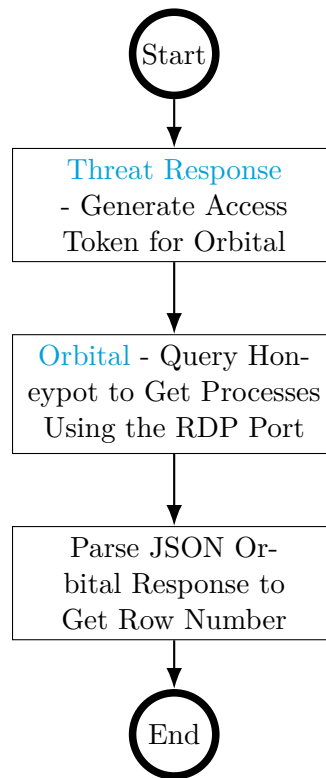 Start
Threat Response
- Generate Access
Token for Orbital
Orbital - Query Hon-
eypot to Get Processes
Using the RDP Port
Parse JSON Or-
bital Response to
Get Row Number
End